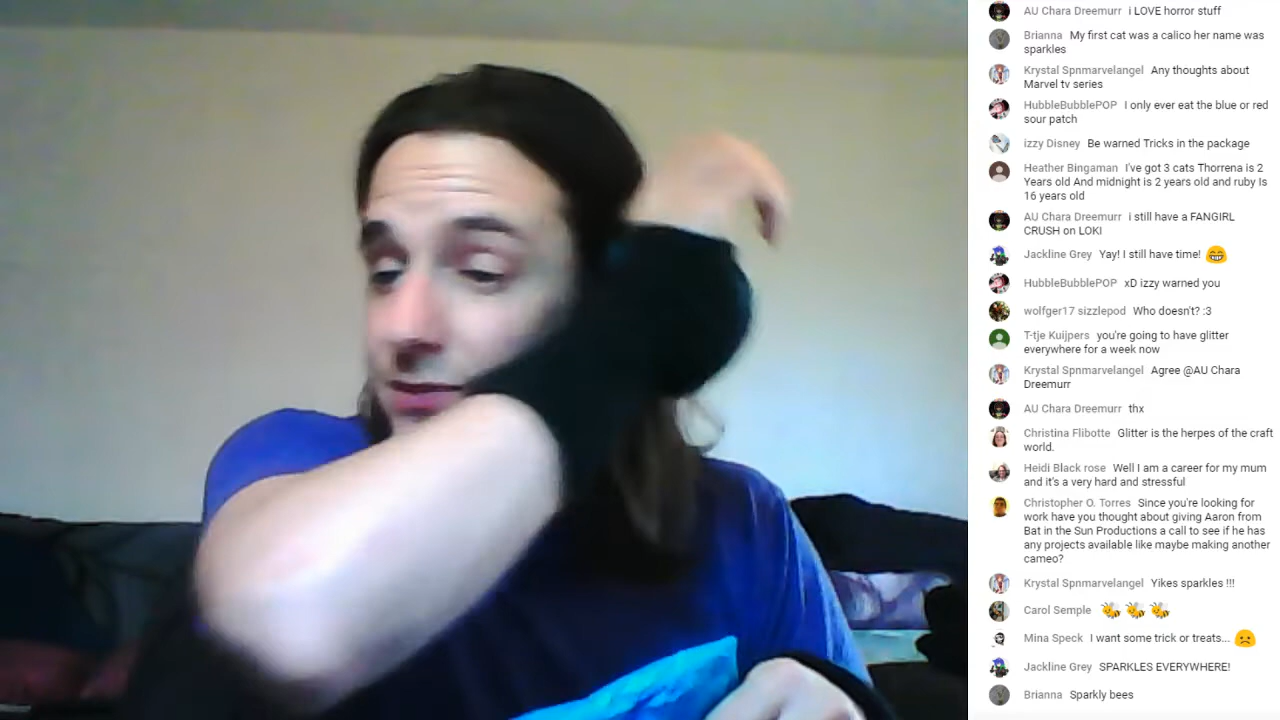 AU Chara Dreemurr i LOVE horror stuff
Brianna My first cat was a calico her name was
sparkles
Krystal Spnmarvelangel Any thoughts about
Marvel tv series
HubbleBubblePOP I only ever eat the blue or red
sour patch
izzy Disney Be warned Tricks in the package
Heather Bingaman I've got 3 cats Thorrena is 2
Years old And midnight is 2 years old and ruby Is
16 years old
AU Chara Dreemurr i still have a FANGIRL
CRUSH on LOKI
Jackline Grey Yay! I still have time! 😁
HubbleBubblePOP xD izzy warned you
wolfger17 sizzlepod Who doesn't? :3
T-tje Kuijpers you're going to have glitter
everywhere for a week now
Krystal Spnmarvelangel Agree @AU Chara
Dreemurr
AU Chara Dreemurr thx
Christina Flibotte Glitter is the herpes of the craft
world.
Heidi Black rose Well I am a career for my mum
and it's a very hard and stressful
Christopher O. Torres Since you're looking for
work have you thought about giving Aaron from
Bat in the Sun Productions a call to see if he has
any projects available like maybe making another
cameo?
Krystal Spnmarvelangel Yikes sparkles !!!
Carol Semple 🐝🐝🐝
Mina Speck I want some trick or treats... ☹️
Jackline Grey SPARKLES EVERYWHERE!
Brianna Sparkly bees